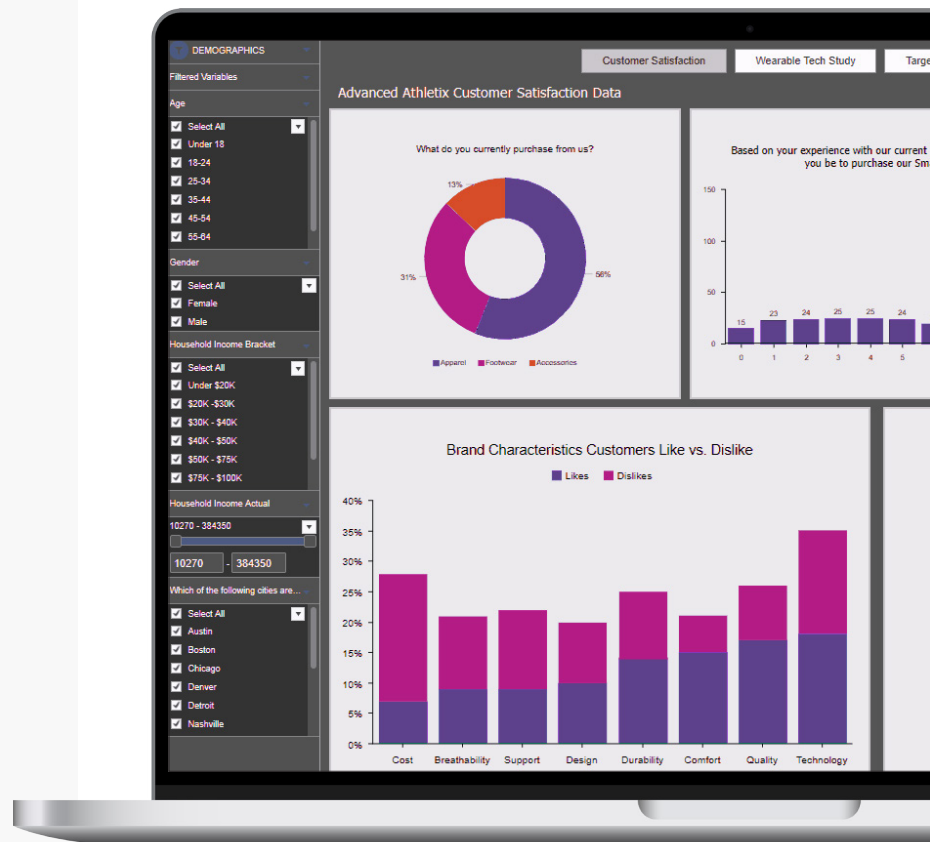 DEMOGRAPHICS
Filtered Variables
Age
Select All
Under 18
18-24
25-34
35-44
45-54
55-64
Gender
Select All
Female
Male
Household Income Bracket
Select All
Under $20K
$20K -$30K
$30K - $40K
$40K - $50K
$50K - $75K
$75K - $100K
Household Income Actual
10270 - 384350
10270 - 384350
Which of the following cities are...
Select All
Austin
Boston
Chicago
Denver
Detroit
Nashville
Customer Satisfaction Wearable Tech Study Targe
Advanced Athletix Customer Satisfaction Data
What do you currently purchase from us?
13%
31%
56%
Apparel Footwear Accessories
Based on your experience with our current
you be to purchase our Sm
150
100
50
0
15 23 24 25 25 24
0 1 2 3 4 5
Brand Characteristics Customers Like vs. Dislike
Likes Dislikes
40%
35%
30%
25%
20%
15%
10%
5%
0%
Cost Breathability Support Design Durability Comfort Quality Technology